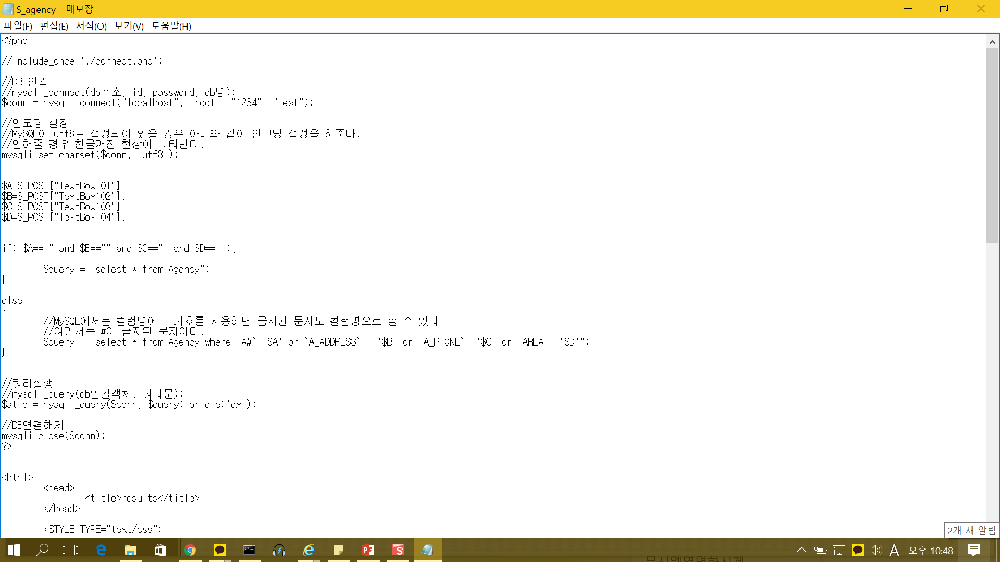 S_agency - 메모장
파일(F) 편집(E) 서식(O) 보기(V) 도움말(H)
<?php
//include_once './connect.php';
//DB 연결
//mysqli_connect(db주소, id, password, db명);
$conn = mysqli_connect("localhost", "root", "1234", "test");
//인코딩 설정
//MySQL이 utf8로 설정되어 있을 경우 아래와 같이 인코딩 설정을 해준다.
//안해줄 경우 한글깨짐 현상이 나타난다.
mysqli_set_charset($conn, "utf8");
$A=$_POST["TextBox101"];
$B=$_POST["TextBox102"];
$C=$_POST["TextBox103"];
$D=$_POST["TextBox104"];
if( $A=="" and $B=="" and $C=="" and $D==""){
$query = "select * from Agency";
}
else
{
//MySQL에서는 컬럼명에 ` 기호를 사용하면 금지된 문자도 컬럼명으로 쓸 수 있다.
//여기서는 #이 금지된 문자이다.
$query = "select * from Agency where `A#`='$A' or `A_ADDRESS` = '$B' or `A_PHONE` ='$C' or `AREA` ='$D'";
}
//쿼리실행
//mysqli_query(db연결객체, 쿼리문);
$stid = mysqli_query($conn, $query) or die('ex');
//DB연결해제
mysqli_close($conn);
?>
<html>
<head>
<title>results</title>
</head>
<STYLE TYPE="text/css">
2개 새 알림
A 오후 10:48